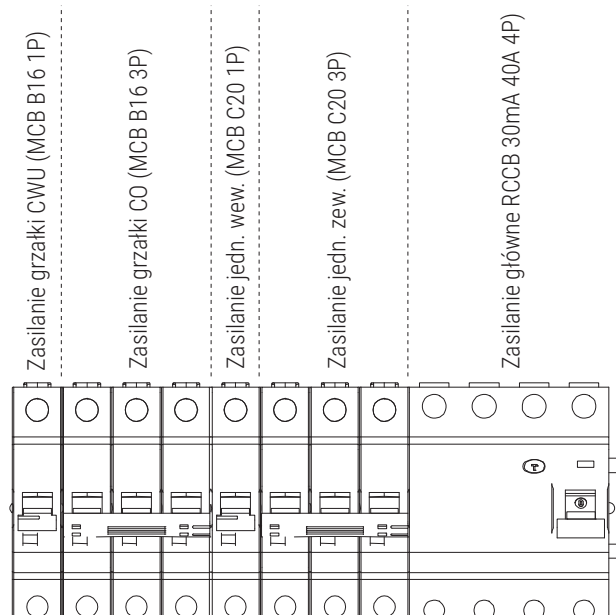 Zasilanie grzałki CWU (MCB B16 1P)
Zasilanie grzałki CO (MCB B16 3P)
Zasilanie jedn. wew. (MCB C20 1P)
Zasilanie jedn. zew. (MCB C20 3P)
Zasilanie główne RCCB 30mA 40A 4P
T